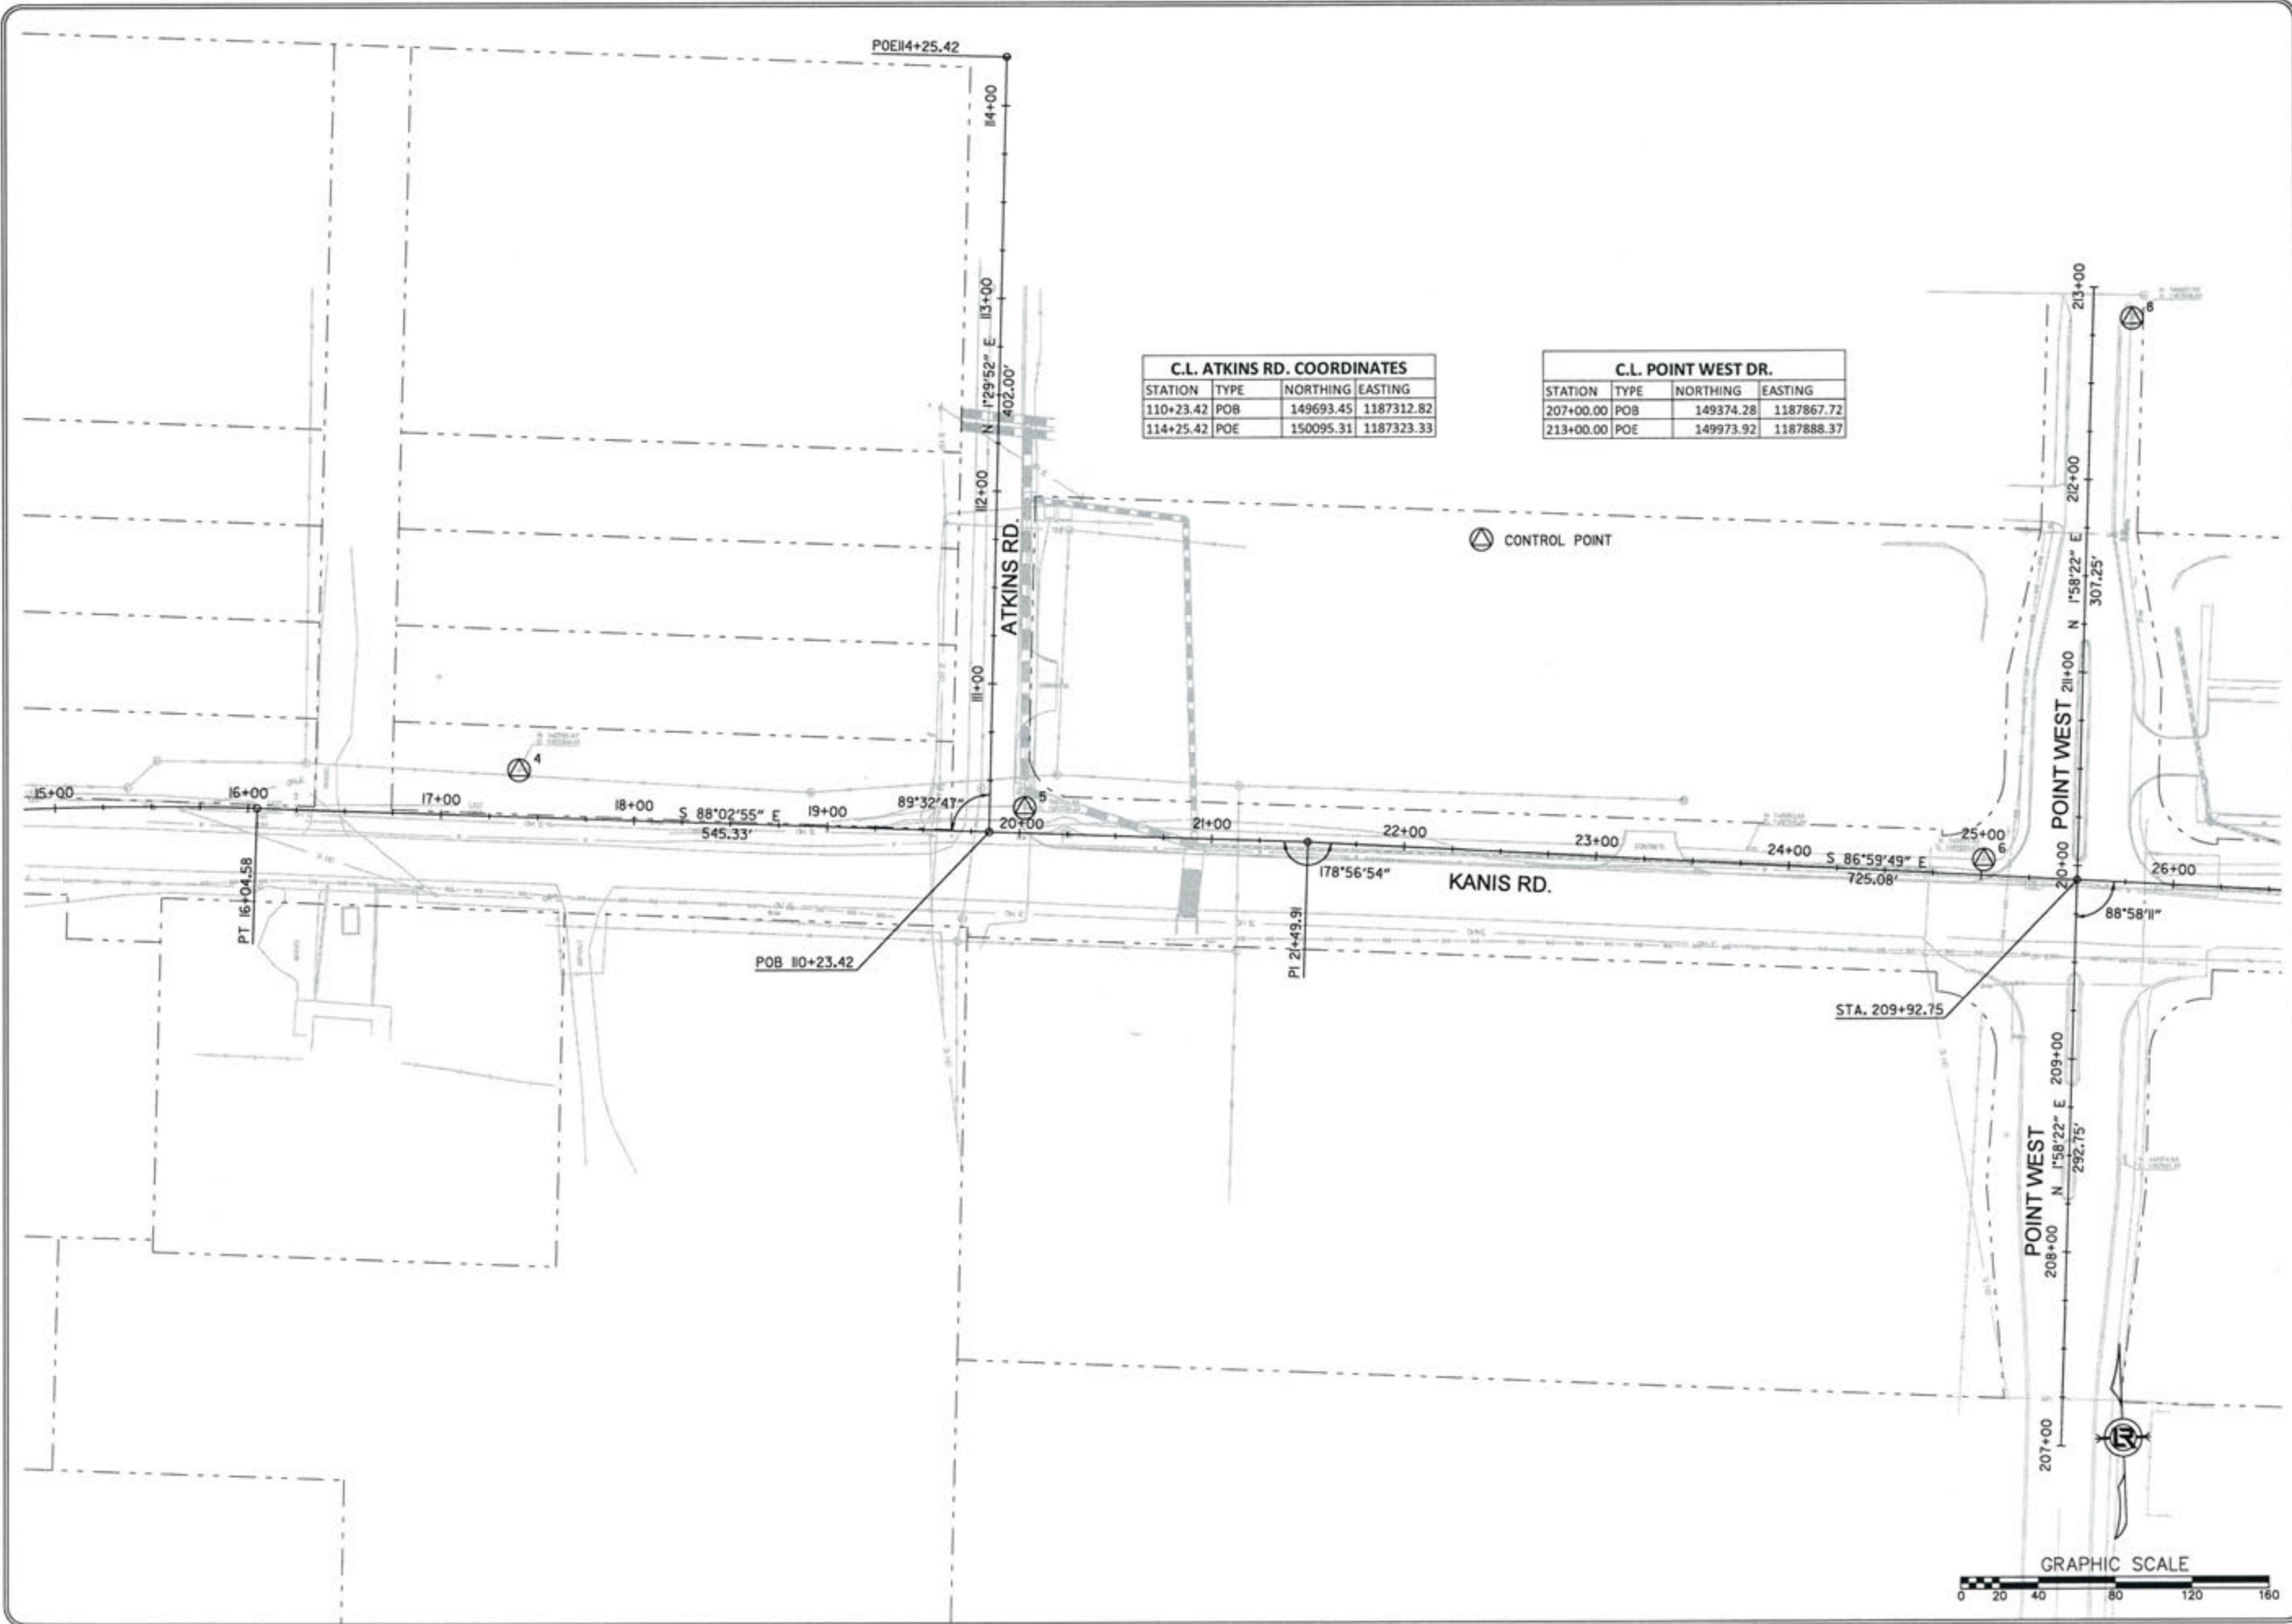 POE114+25.42
114+00
113+00
N 1°29'52" E
402.00'
112+00
ATKINS RD.
111+00
C.L. ATKINS RD. COORDINATES
STATION TYPE NORTHING EASTING
110+23.42 POB 149693.45 1187312.82
114+25.42 POE 150095.31 1187323.33
C.L. POINT WEST DR.
STATION TYPE NORTHING EASTING
207+00.00 POB 149374.28 1187867.72
213+00.00 POE 149973.92 1187888.37
CONTROL POINT
213+00
8
212+00
N 1°58'22" E
307.25'
211+00
POINT WEST
20+00
4
15+00
16+00
17+00
18+00
S 88°02'55" E
545.33'
19+00
89°32'47"
5
20+00
21+00
22+00
23+00
24+00
S 86°59'49" E
725.08'
25+00
6
26+00
178°56'54"
KANIS RD.
88°58'11"
PT 16+04.58
POB 110+23.42
PI 21+49.91
STA. 209+92.75
209+00
N 1°58'22" E
292.75'
POINT WEST
208+00
207+00
LR
GRAPHIC SCALE
0 20 40 80 120 160